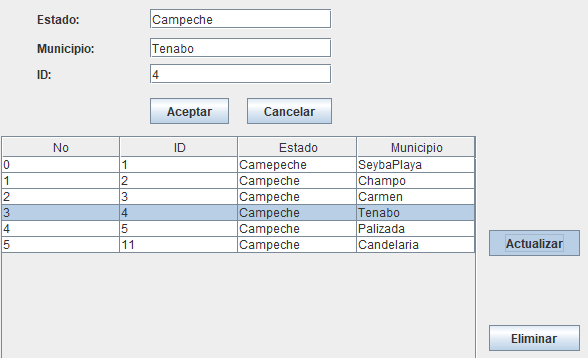 Estado: Campeche
Municipio: Tenabo
ID: 4
Aceptar Cancelar
No ID Estado Municipio
0 1 Camepeche SeybaPlaya
1 2 Campeche Champo
2 3 Campeche Carmen
3 4 Campeche Tenabo
4 5 Campeche Palizada
5 11 Campeche Candelaria
Actualizar
Eliminar